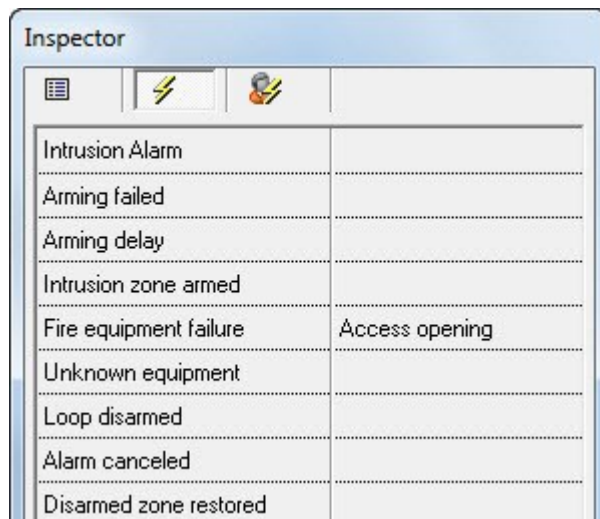 Inspector
Intrusion Alarm
Arming failed
Arming delay
Intrusion zone armed
Fire equipment failure Access opening
Unknown equipment
Loop disarmed
Alarm canceled
Disarmed zone restored